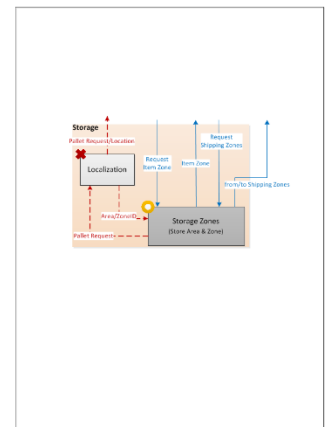 Storage
Pallet Request/Location
Localization
Request
Item Zone
Item Zone
Request
Shipping Zones
From/to Shipping Zones
Area/ZoneID
Pallet Request
Storage Zones
(Store Area & Zone)